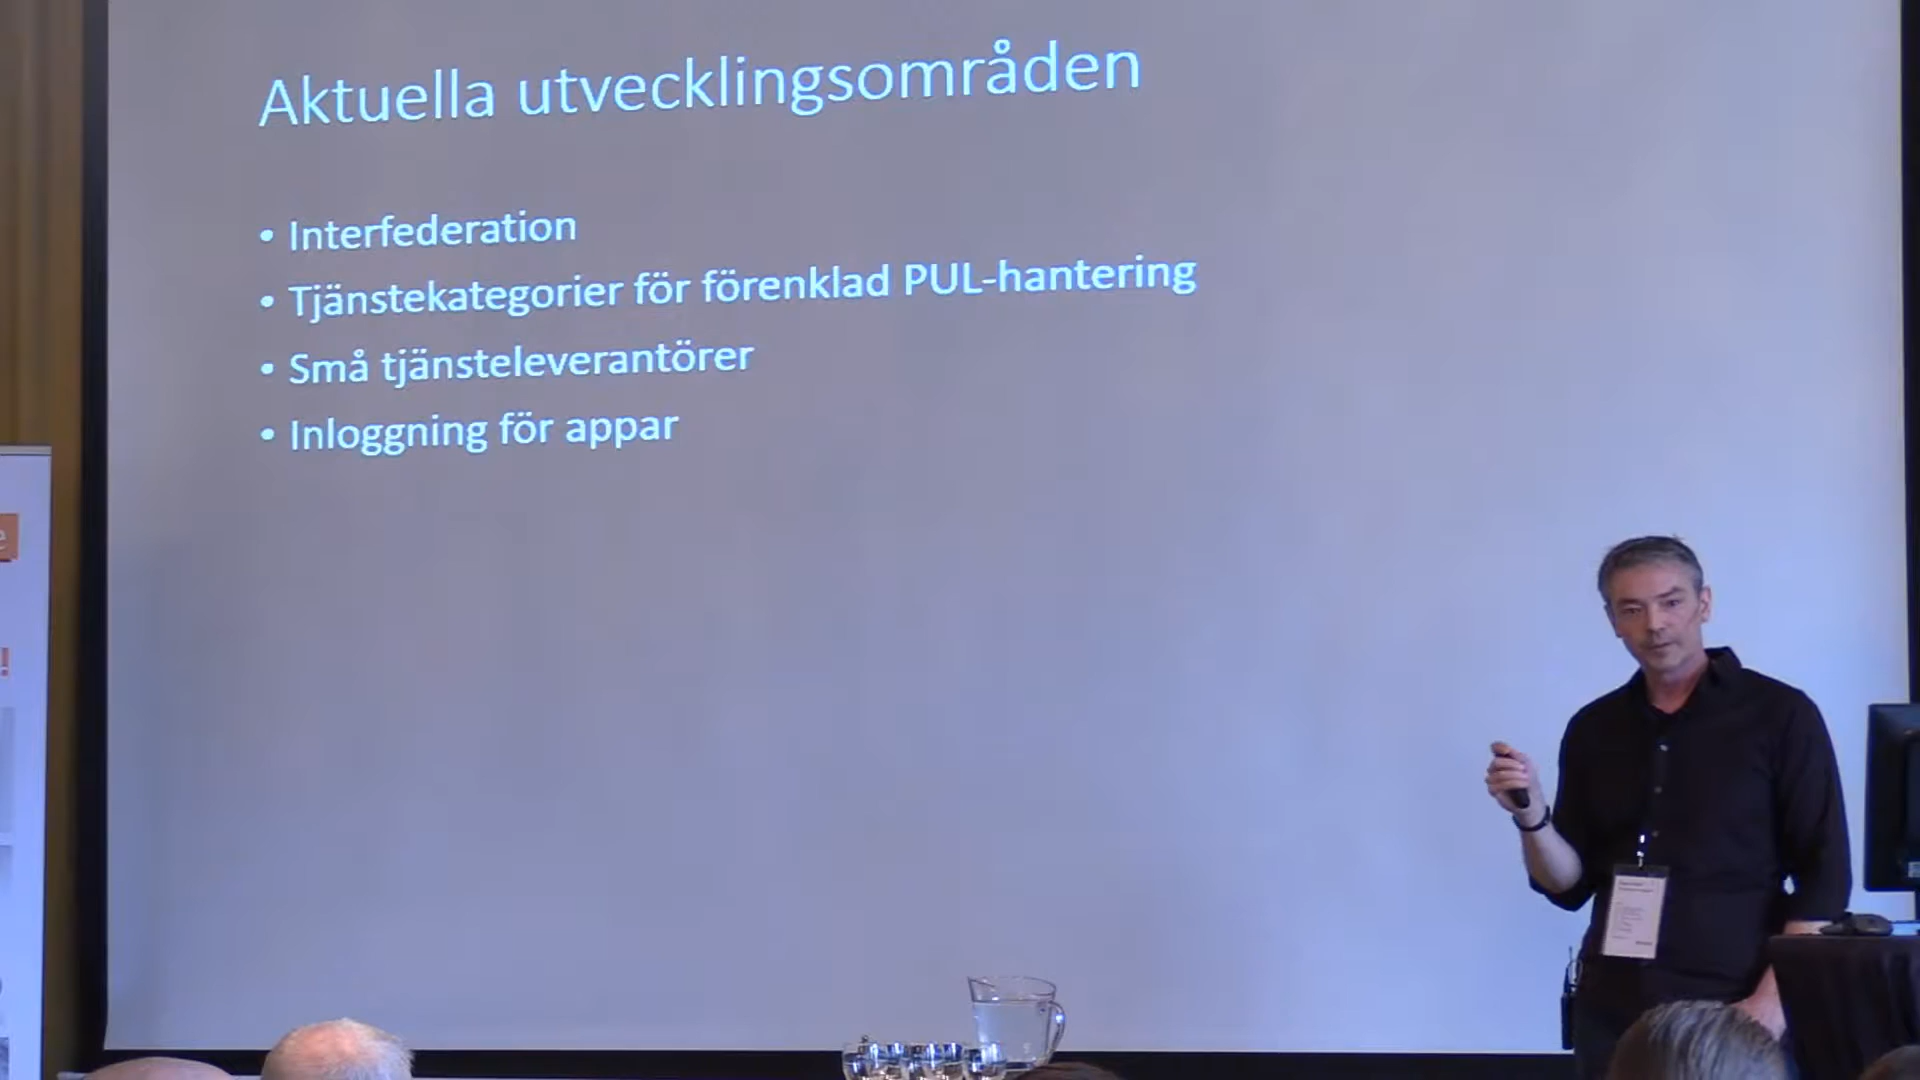 Aktuella utvecklingsområden
• Interfederation
• Tjänstekategorier för förenklad PUL-hantering
• Små tjänsteleverantörer
• Inloggning för appar
e
!